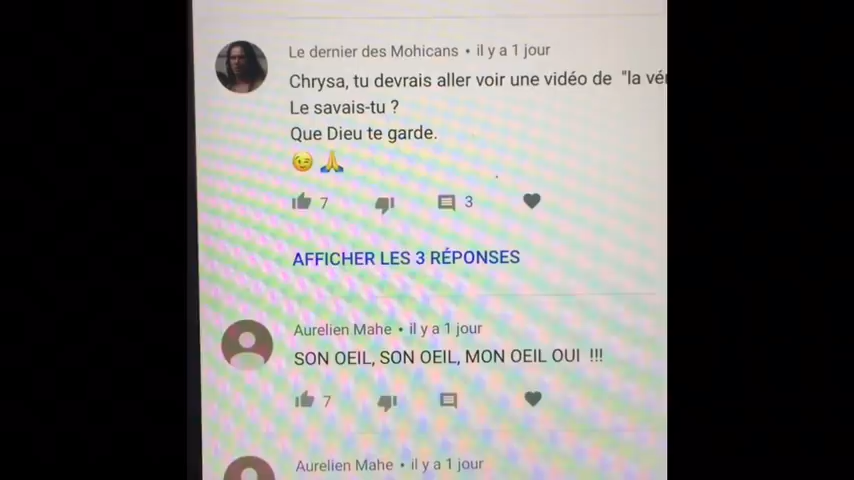 Le dernier des Mohicans • il y a 1 jour
Chrysa, tu devrais aller voir une vidéo de "la vé
Le savais-tu ?
Que Dieu te garde.
7
3
AFFICHER LES 3 RÉPONSES
Aurelien Mahe • il y a 1 jour
SON OEIL, SON OEIL, MON OEIL OUI !!!
7
Aurelien Mahe • il y a 1 jour